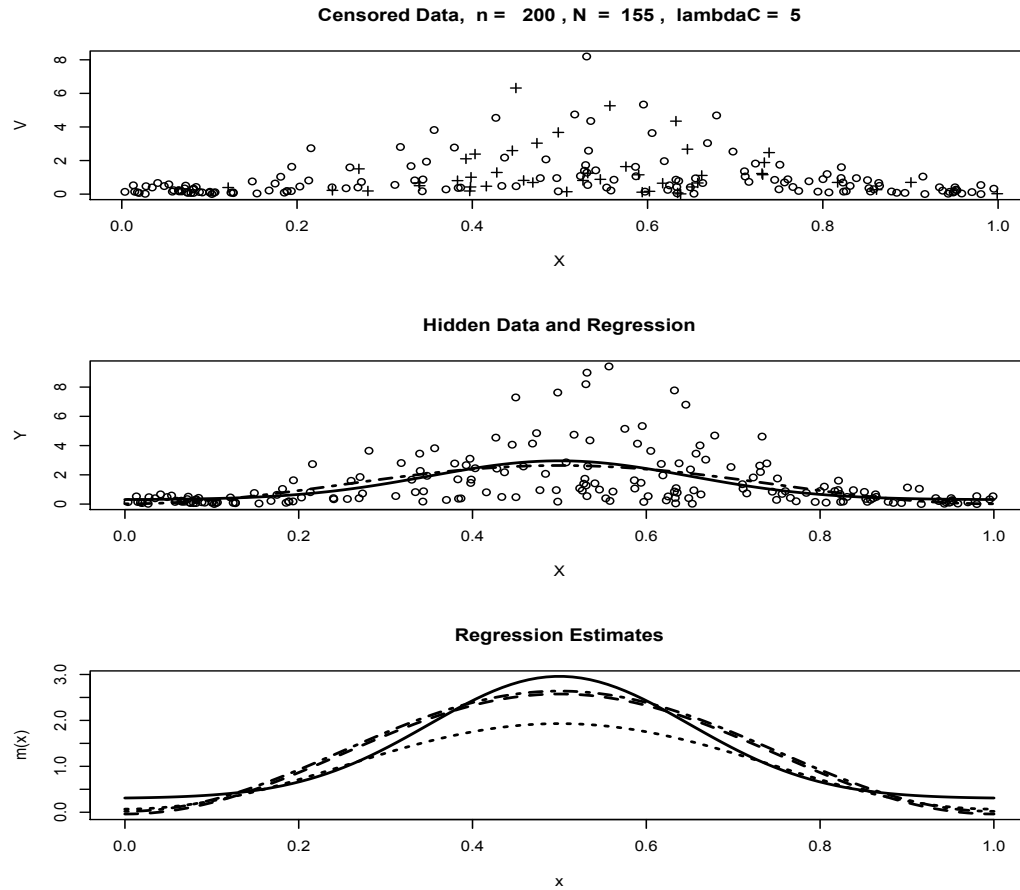 Censored Data, n = 200 , N = 155 , lambdaC = 5
V
8
6
4
2
0
0.0 0.2 0.4 0.6 0.8 1.0
X
Hidden Data and Regression
Y
8
6
4
2
0
0.0 0.2 0.4 0.6 0.8 1.0
X
Regression Estimates
m(x)
3.0
2.0
1.0
0.0
0.0 0.2 0.4 0.6 0.8 1.0
x